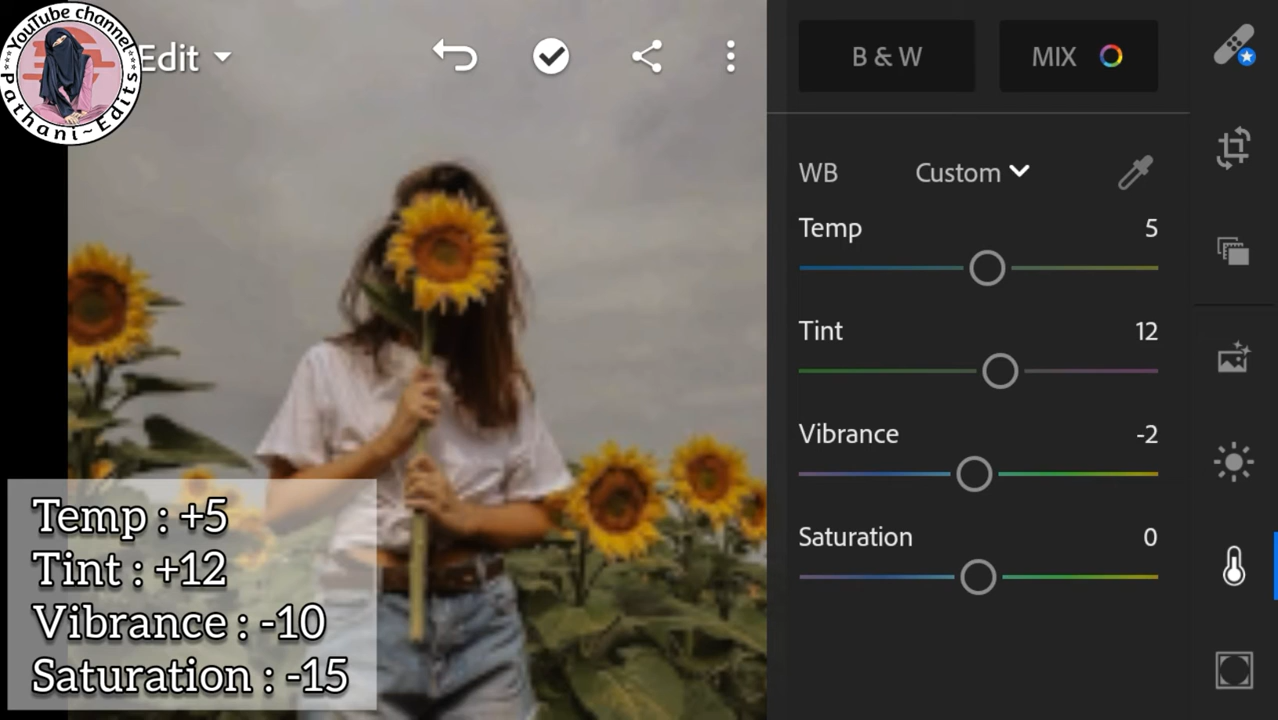 YouTube channel
Pathani~Edits
Edit
B & W
MIX
WB
Custom
Temp
5
Tint
12
Vibrance
-2
Saturation
0
Temp : +5
Tint : +12
Vibrance : -10
Saturation : -15